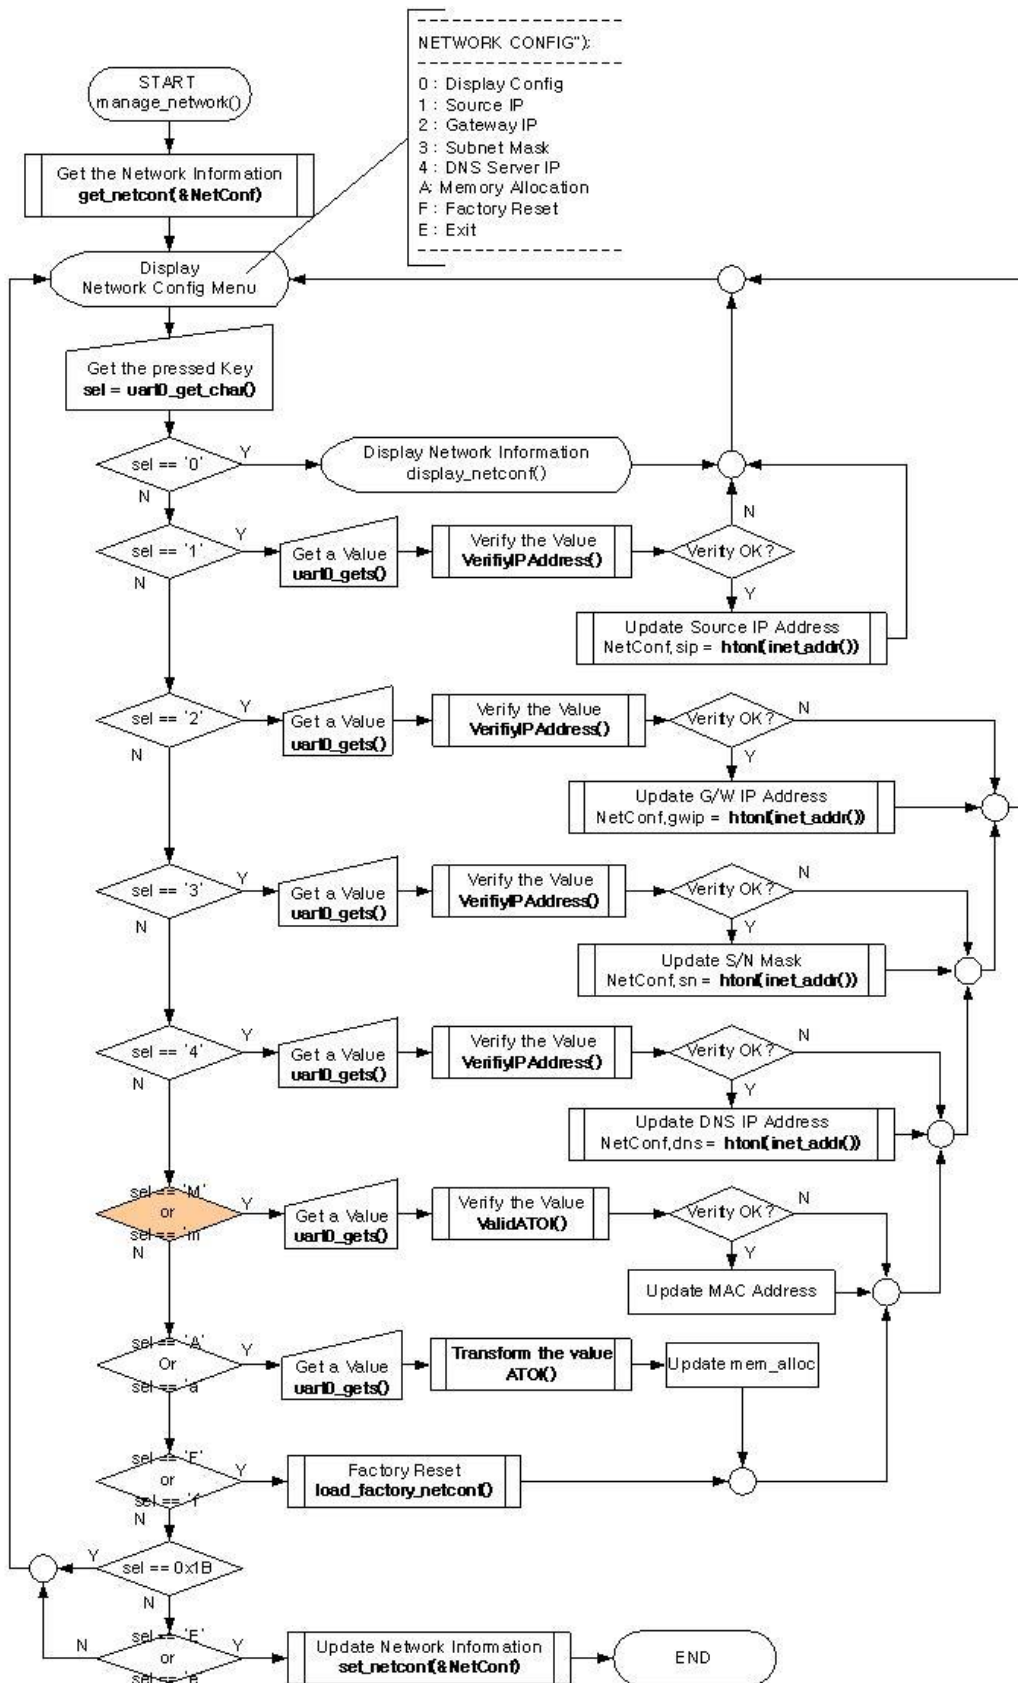 NETWORK CONFIG");
0 : Display Config
1 : Source IP
2 : Gateway IP
3 : Subnet Mask
4 : DNS Server IP
A: Memory Allocation
F : Factory Reset
E : Exit
START
manage_network()
Get the Network Information
get_netconf(&NetConf)
Display
Network Config Menu
Get the pressed Key
sel = uart0_get_char()
sel == '0'
Y
N
Display Network Information
display_netconf()
sel == '1'
Y
N
Get a Value
uart0_gets()
Verify the Value
VerifiyIPAddress()
Verity OK?
N
Y
Update Source IP Address
NetConf.sip = htonl(inet_addr())
sel == '2'
Y
N
Get a Value
uart0_gets()
Verify the Value
VerifiyIPAddress()
Verity OK?
N
Y
Update G/W IP Address
NetConf.gwip = htonl(inet_addr())
sel == '3'
Y
N
Get a Value
uart0_gets()
Verify the Value
VerifiyIPAddress()
Verity OK?
N
Y
Update S/N Mask
NetConf.sn = htonl(inet_addr())
sel == '4'
Y
N
Get a Value
uart0_gets()
Verify the Value
VerifiyIPAddress()
Verity OK?
N
Y
Update DNS IP Address
NetConf.dns = htonl(inet_addr())
sel == 'M'
or
sel == 'm
Y
N
Get a Value
uart0_gets()
Verify the Value
ValidATOI()
Verity OK?
N
Y
Update MAC Address
sel == 'A'
Or
sel == 'a
Y
Get a Value
uart0_gets()
Transform the value
ATOI()
Update mem_alloc
sel == 'F'
or
sel == 'f
Y
N
Factory Reset
load_factory_netconf()
sel == 0x1B
Y
N
sel == 'E'
or
sel == 'e
N
Y
Update Network Information
set_netconf(&NetConf)
END